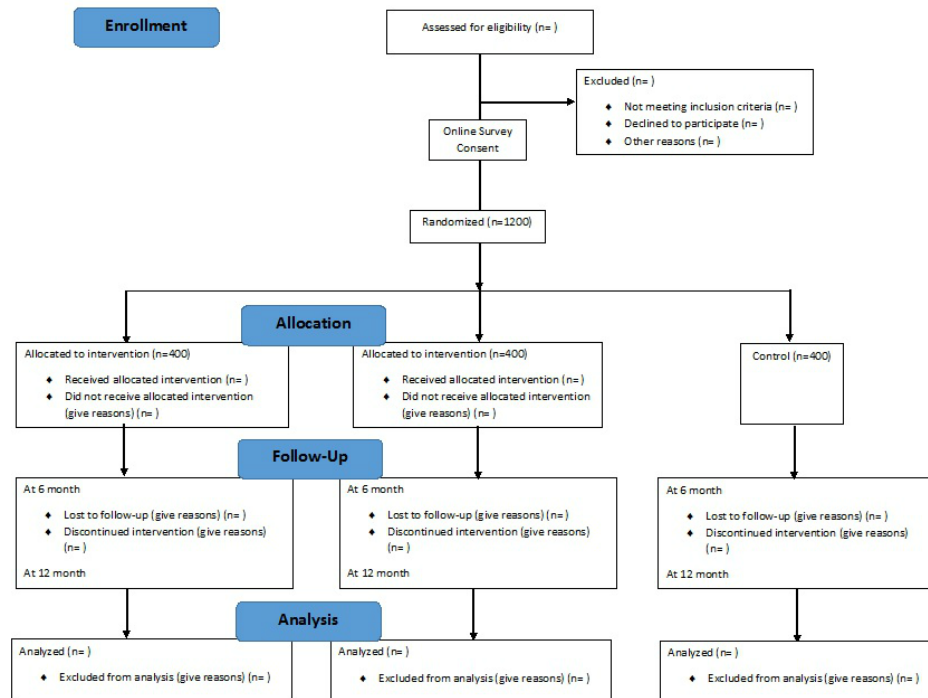 Enrollment
Assessed for eligibility (n= )
Excluded (n= )
♦ Not meeting inclusion criteria (n= )
♦ Declined to participate (n= )
♦ Other reasons (n= )
Online Survey
Consent
Randomized (n=1200)
Allocation
Allocated to intervention (n=400)
♦ Received allocated intervention (n= )
♦ Did not receive allocated intervention
(give reasons) (n= )
Allocated to intervention (n=400)
♦ Received allocated intervention (n= )
♦ Did not receive allocated intervention
(give reasons) (n= )
Control (n=400)
Follow-Up
At 6 month
♦ Lost to follow-up (give reasons) (n= )
♦ Discontinued intervention (give reasons)
(n= )
At 12 month
At 6 month
♦ Lost to follow-up (give reasons) (n= )
♦ Discontinued intervention (give reasons)
(n= )
At 12 month
At 6 month
♦ Lost to follow-up (give reasons) (n= )
♦ Discontinued intervention (give reasons)
(n= )
At 12 month
Analysis
Analyzed (n= )
♦ Excluded from analysis (give reasons) (n= )
Analyzed (n= )
♦ Excluded from analysis (give reasons) (n= )
Analyzed (n= )
♦ Excluded from analysis (give reasons) (n= )